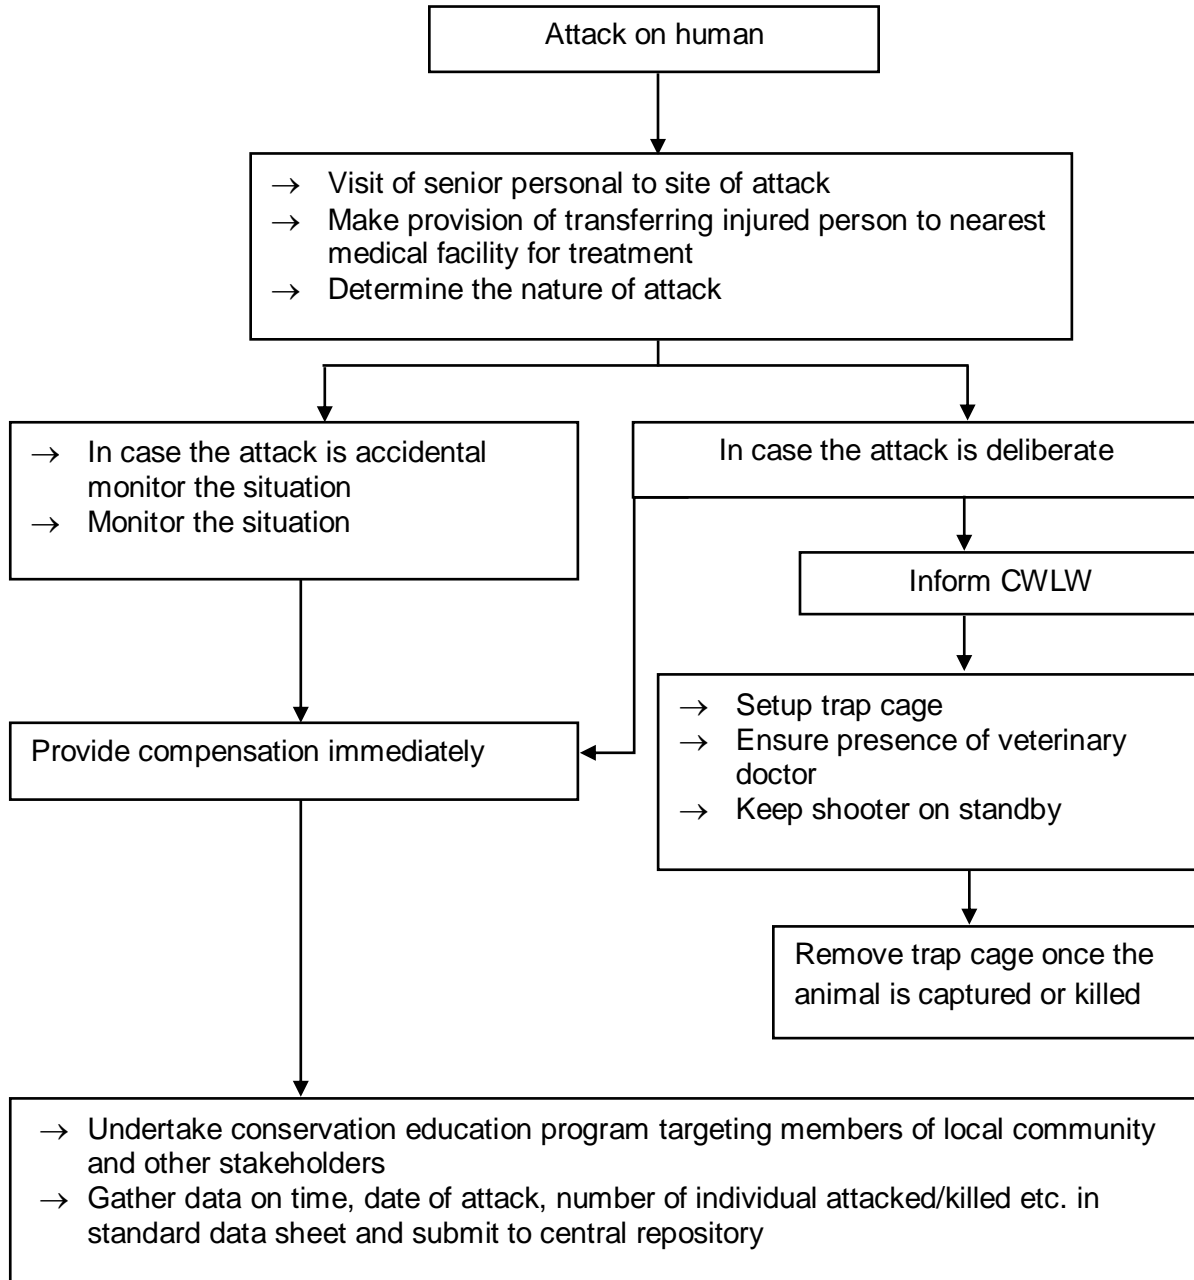 Attack on human
→ Visit of senior personal to site of attack
→ Make provision of transferring injured person to nearest
medical facility for treatment
→ Determine the nature of attack
→ In case the attack is accidental
monitor the situation
→ Monitor the situation
In case the attack is deliberate
Inform CWLW
→ Setup trap cage
→ Ensure presence of veterinary
doctor
→ Keep shooter on standby
Provide compensation immediately
Remove trap cage once the
animal is captured or killed
→ Undertake conservation education program targeting members of local community
and other stakeholders
→ Gather data on time, date of attack, number of individual attacked/killed etc. in
standard data sheet and submit to central repository